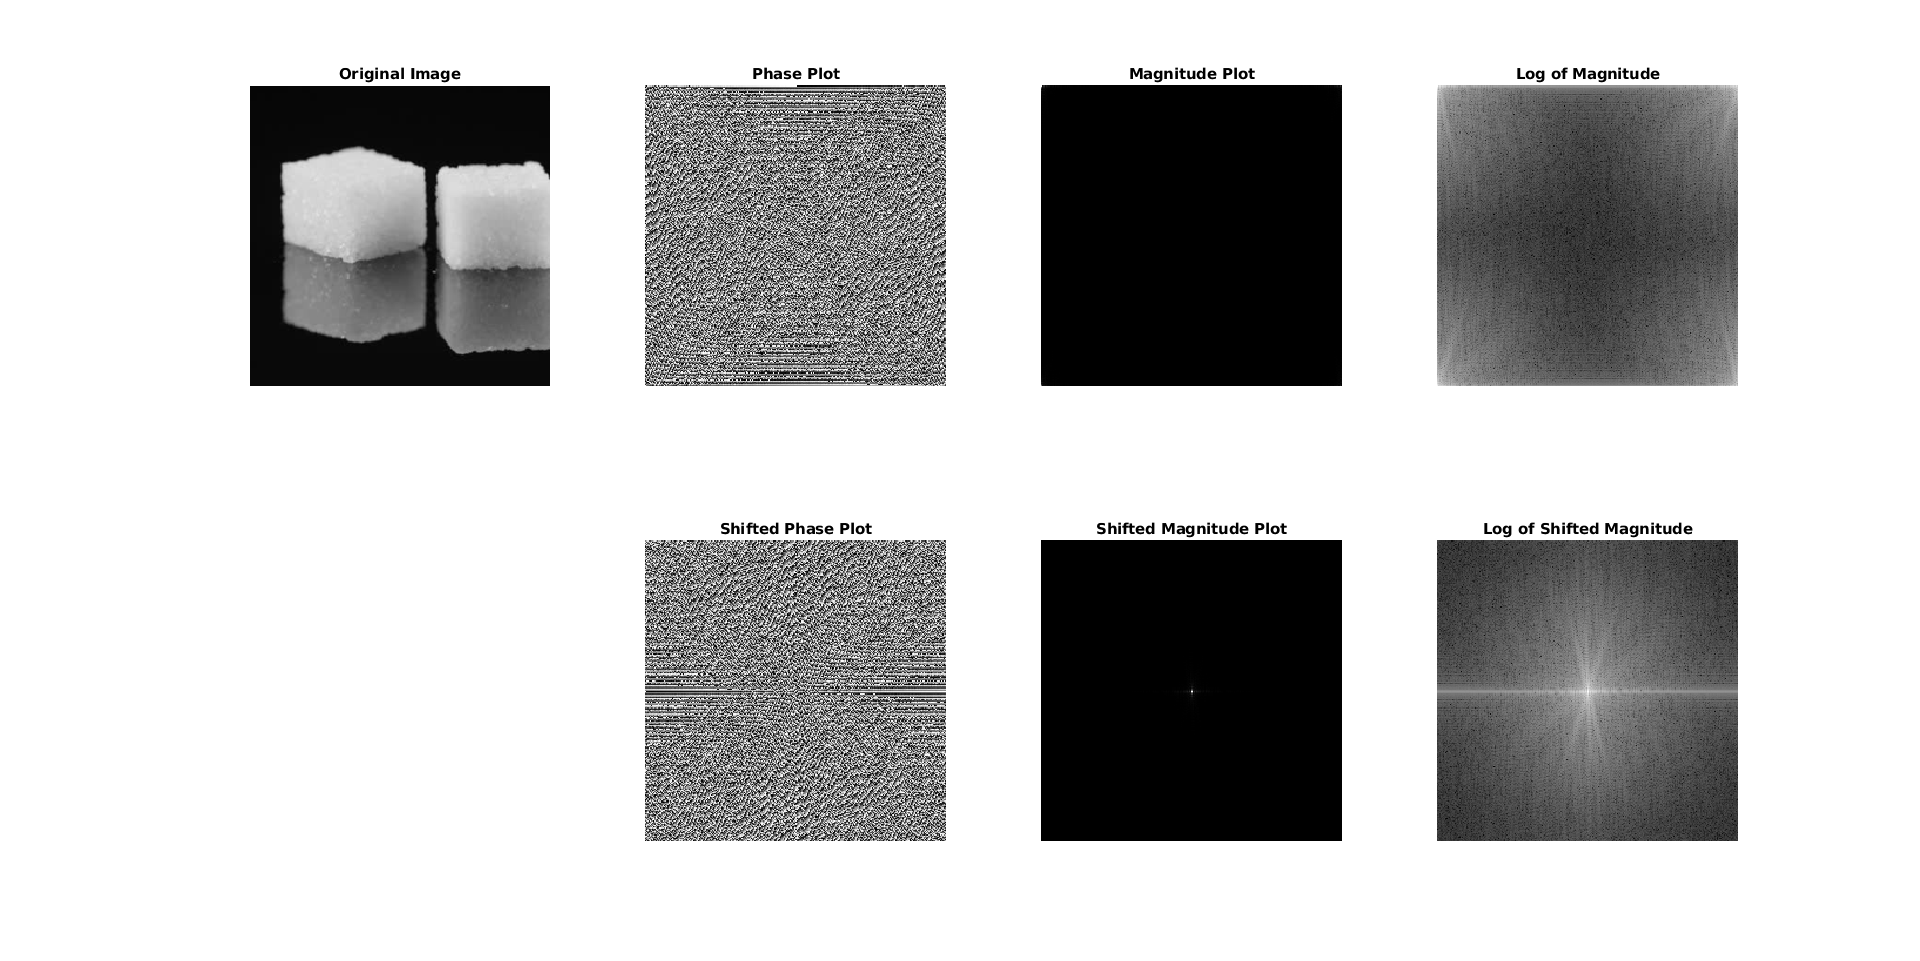 Original Image
Phase Plot
Magnitude Plot
Log of Magnitude
Shifted Phase Plot
Shifted Magnitude Plot
Log of Shifted Magnitude